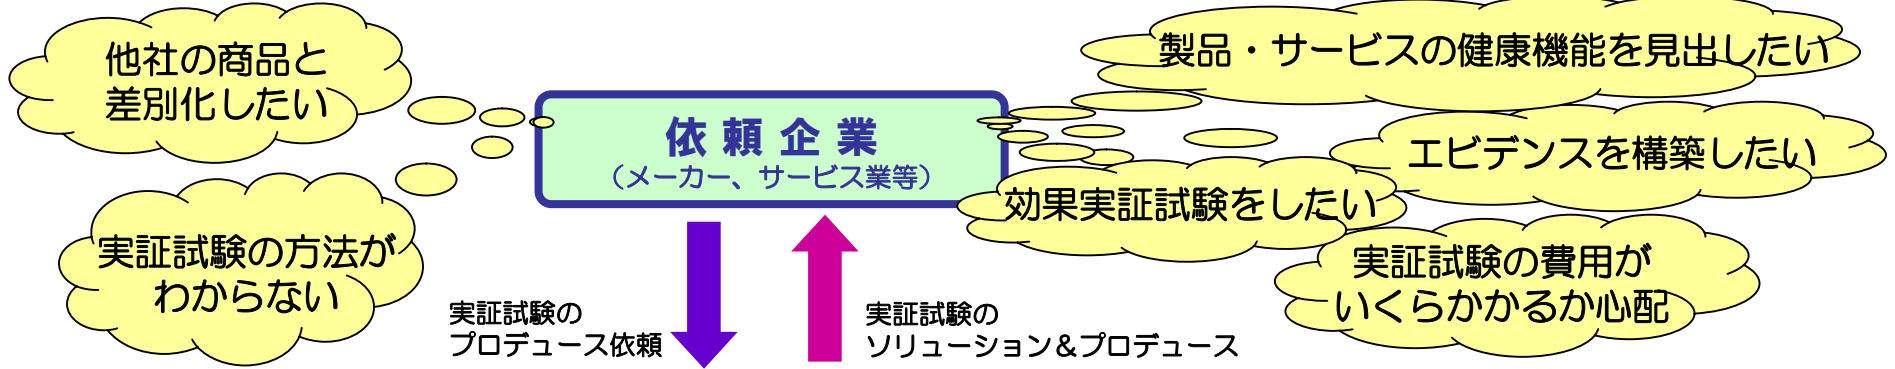 他社の商品と
差別化したい
製品・サービスの健康機能を見出したい
依頼企業
（メーカー、サービス業等）
エビデンスを構築したい
効果実証試験をしたい
実証試験の方法が
わからない
実証試験の費用が
いくらかかるか心配
実証試験の
プロデュース依頼
実証試験の
ソリューション＆プロデュース